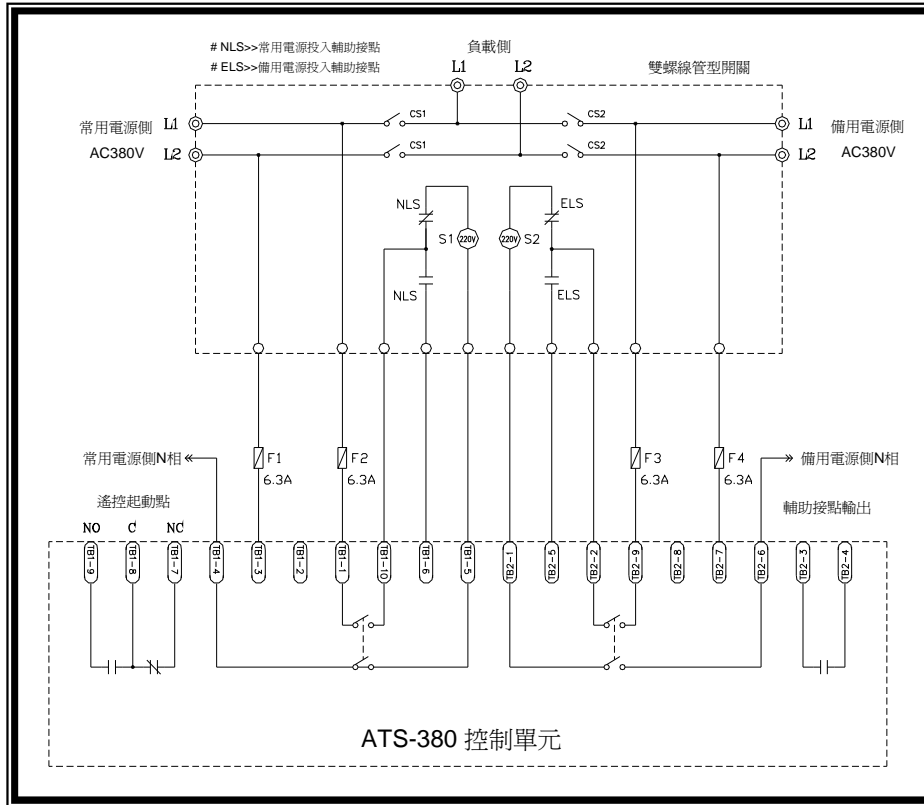 # NLS>>常用電源投入輔助接點
# ELS>>備用電源投入輔助接點
負載側
L1 L2
雙螺線管型開關
常用電源側
AC380V
L1
L2
CS1
CS1
CS2
CS2
L1
L2
備用電源側
AC380V
NLS
S1 220V
220V S2
ELS
NLS
ELS
常用電源側N相
F1
6.3A
F2
6.3A
F3
6.3A
F4
6.3A
備用電源側N相
遙控起動點
輔助接點輸出
NO C NC
TB1-9 TB1-8 TB1-7 TB1-4 TB1-3 TB1-2 TB1-1 TB1-10 TB1-6 TB1-5 TB2-1 TB2-5 TB2-2 TB2-9 TB2-8 TB2-7 TB2-6 TB2-3 TB2-4
ATS-380 控制單元